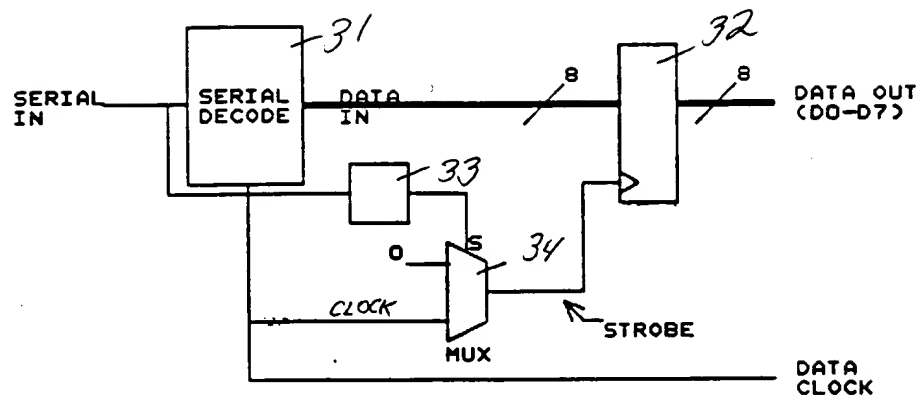 31
32
8
8
SERIAL
IN
SERIAL
DECODE
DATA
IN
DATA OUT
(D0-D7)
33
S
34
0
CLOCK
STROBE
MUX
DATA
CLOCK